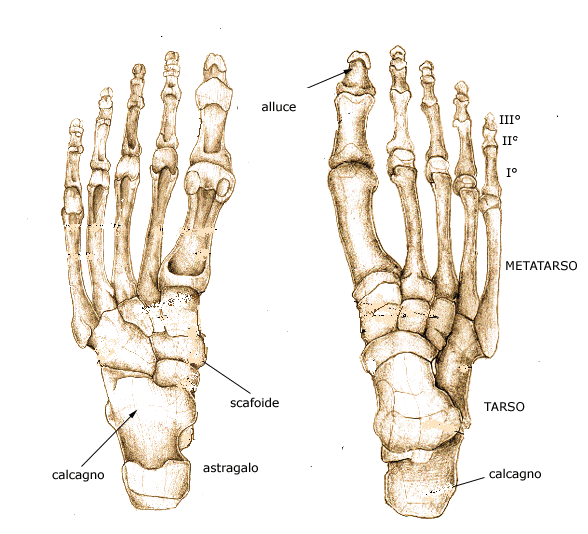 alluce
III°
II°
I°
METATARSO
scafoide
TARSO
astragalo
calcagno
calcagno